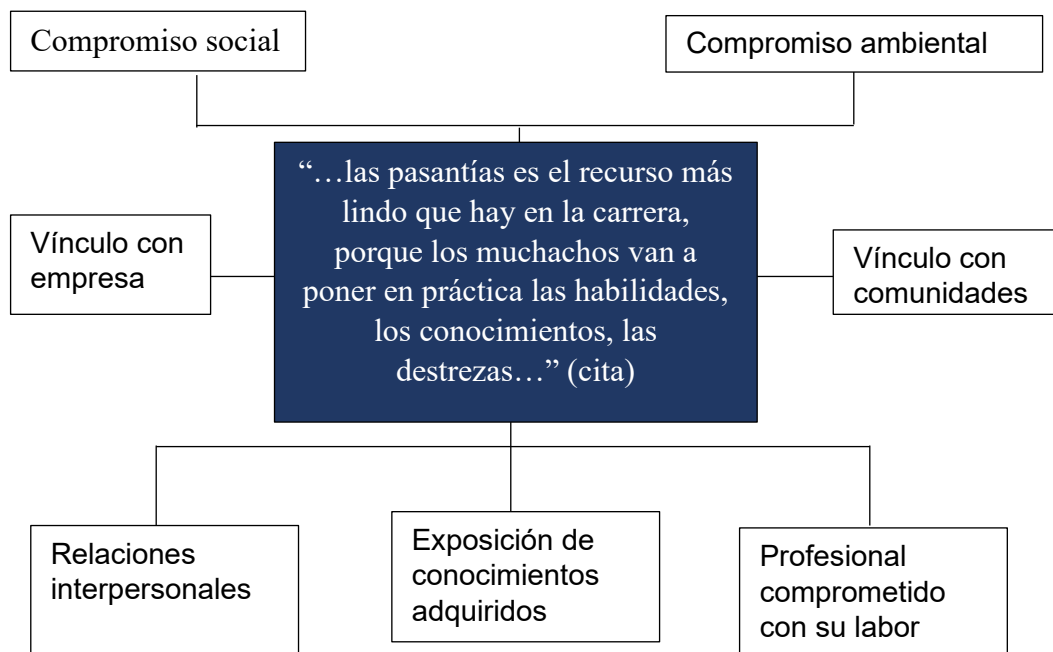 Compromiso social
Compromiso ambiental
“…las pasantías es el recurso más
lindo que hay en la carrera,
porque los muchachos van a
poner en práctica las habilidades,
los conocimientos, las
destrezas…” (cita)
Vínculo con
empresa
Vínculo con
comunidades
Relaciones
interpersonales
Exposición de
conocimientos
adquiridos
Profesional
comprometido
con su labor